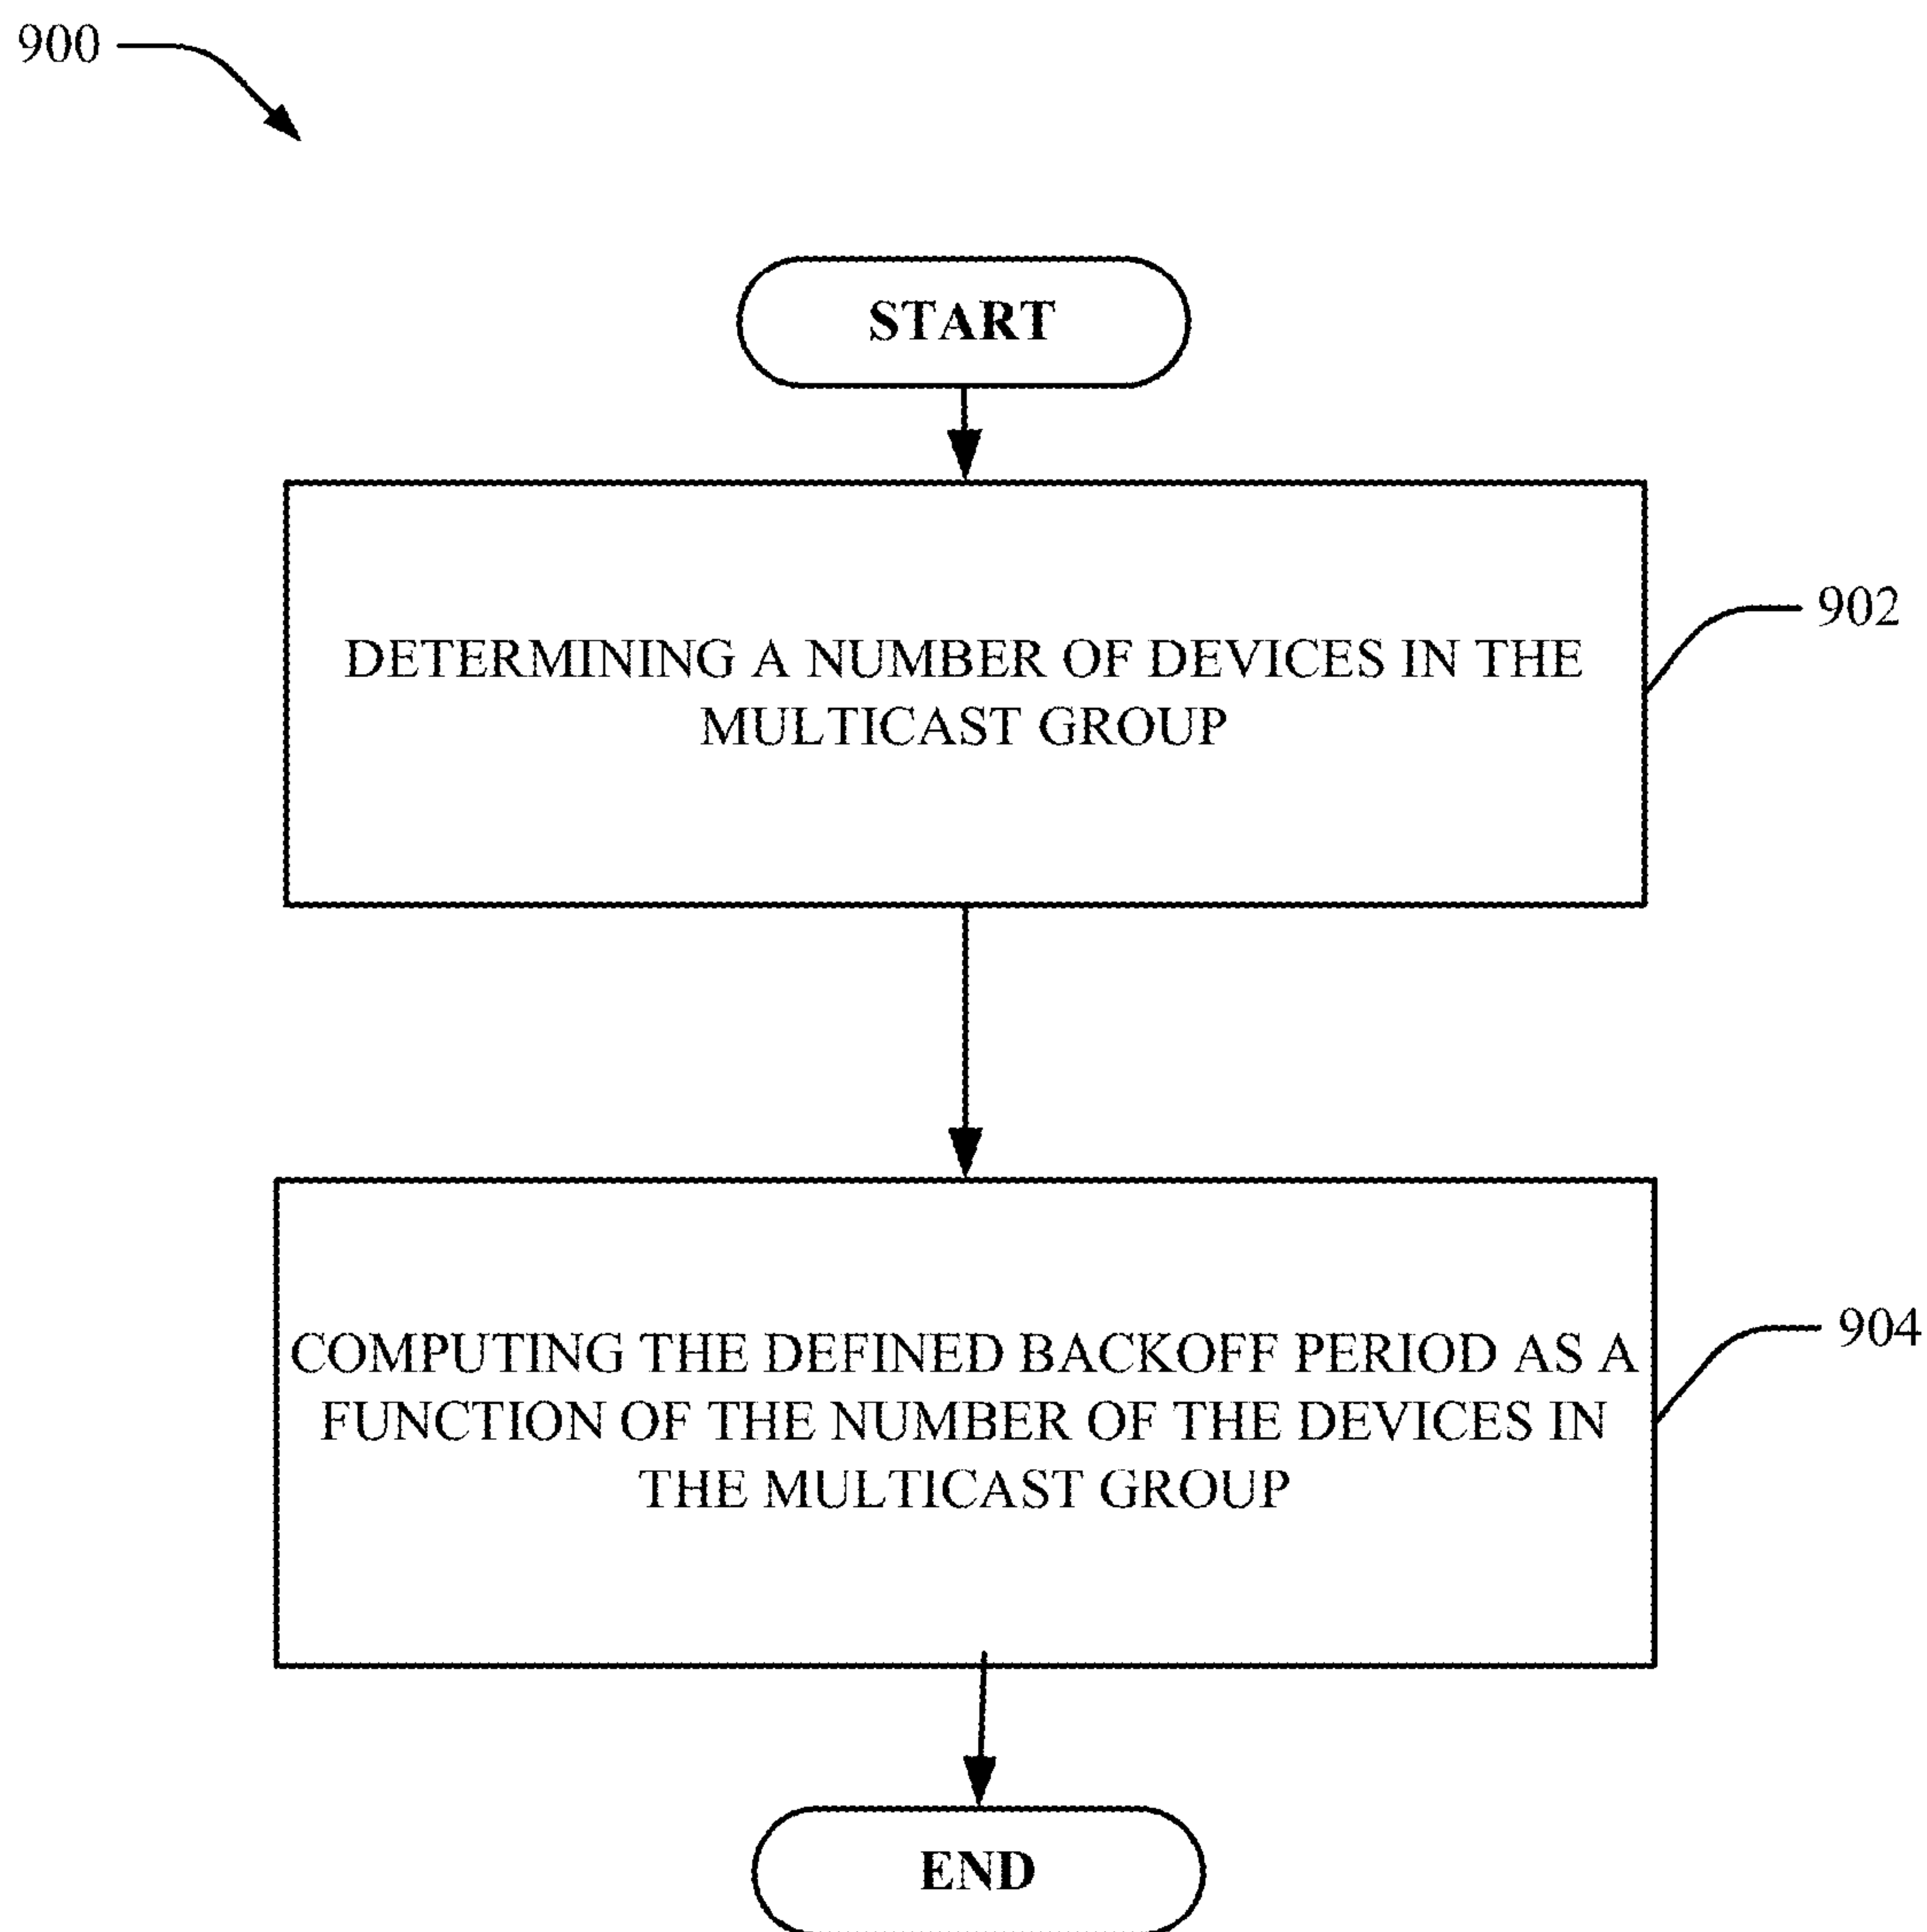 900
START
DETERMINING A NUMBER OF DEVICES IN THE
MULTICAST GROUP
902
COMPUTING THE DEFINED BACKOFF PERIOD AS A
FUNCTION OF THE NUMBER OF THE DEVICES IN
THE MULTICAST GROUP
904
END